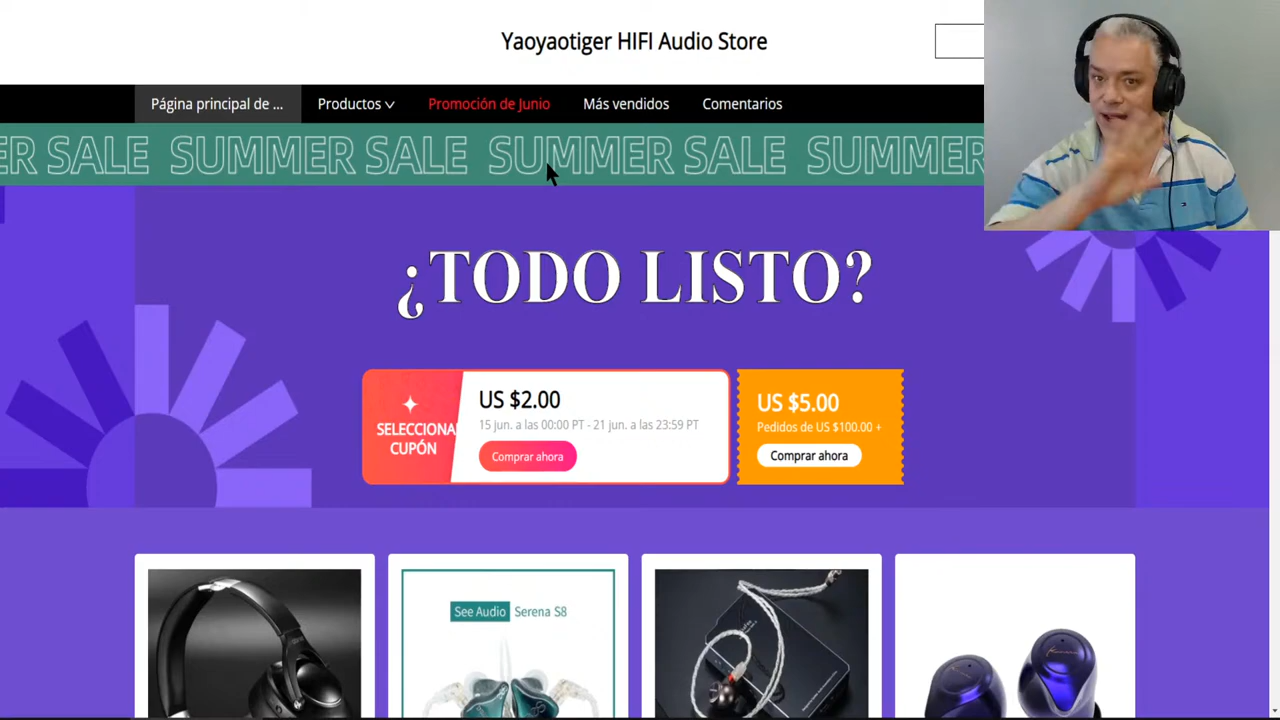 Yaoyaotiger HIFI Audio Store
Página principal de ... Productos Promoción de Junio Más vendidos Comentarios
ER SALE SUMMER SALE SUMMER SALE SUMMER
¿TODO LISTO?
SELECCIONA
CUPÓN
US $2.00
15 jun. a las 00:00 PT - 21 jun. a las 23:59 PT
Comprar ahora
US $5.00
Pedidos de US $100.00 +
Comprar ahora
See Audio Serena S8